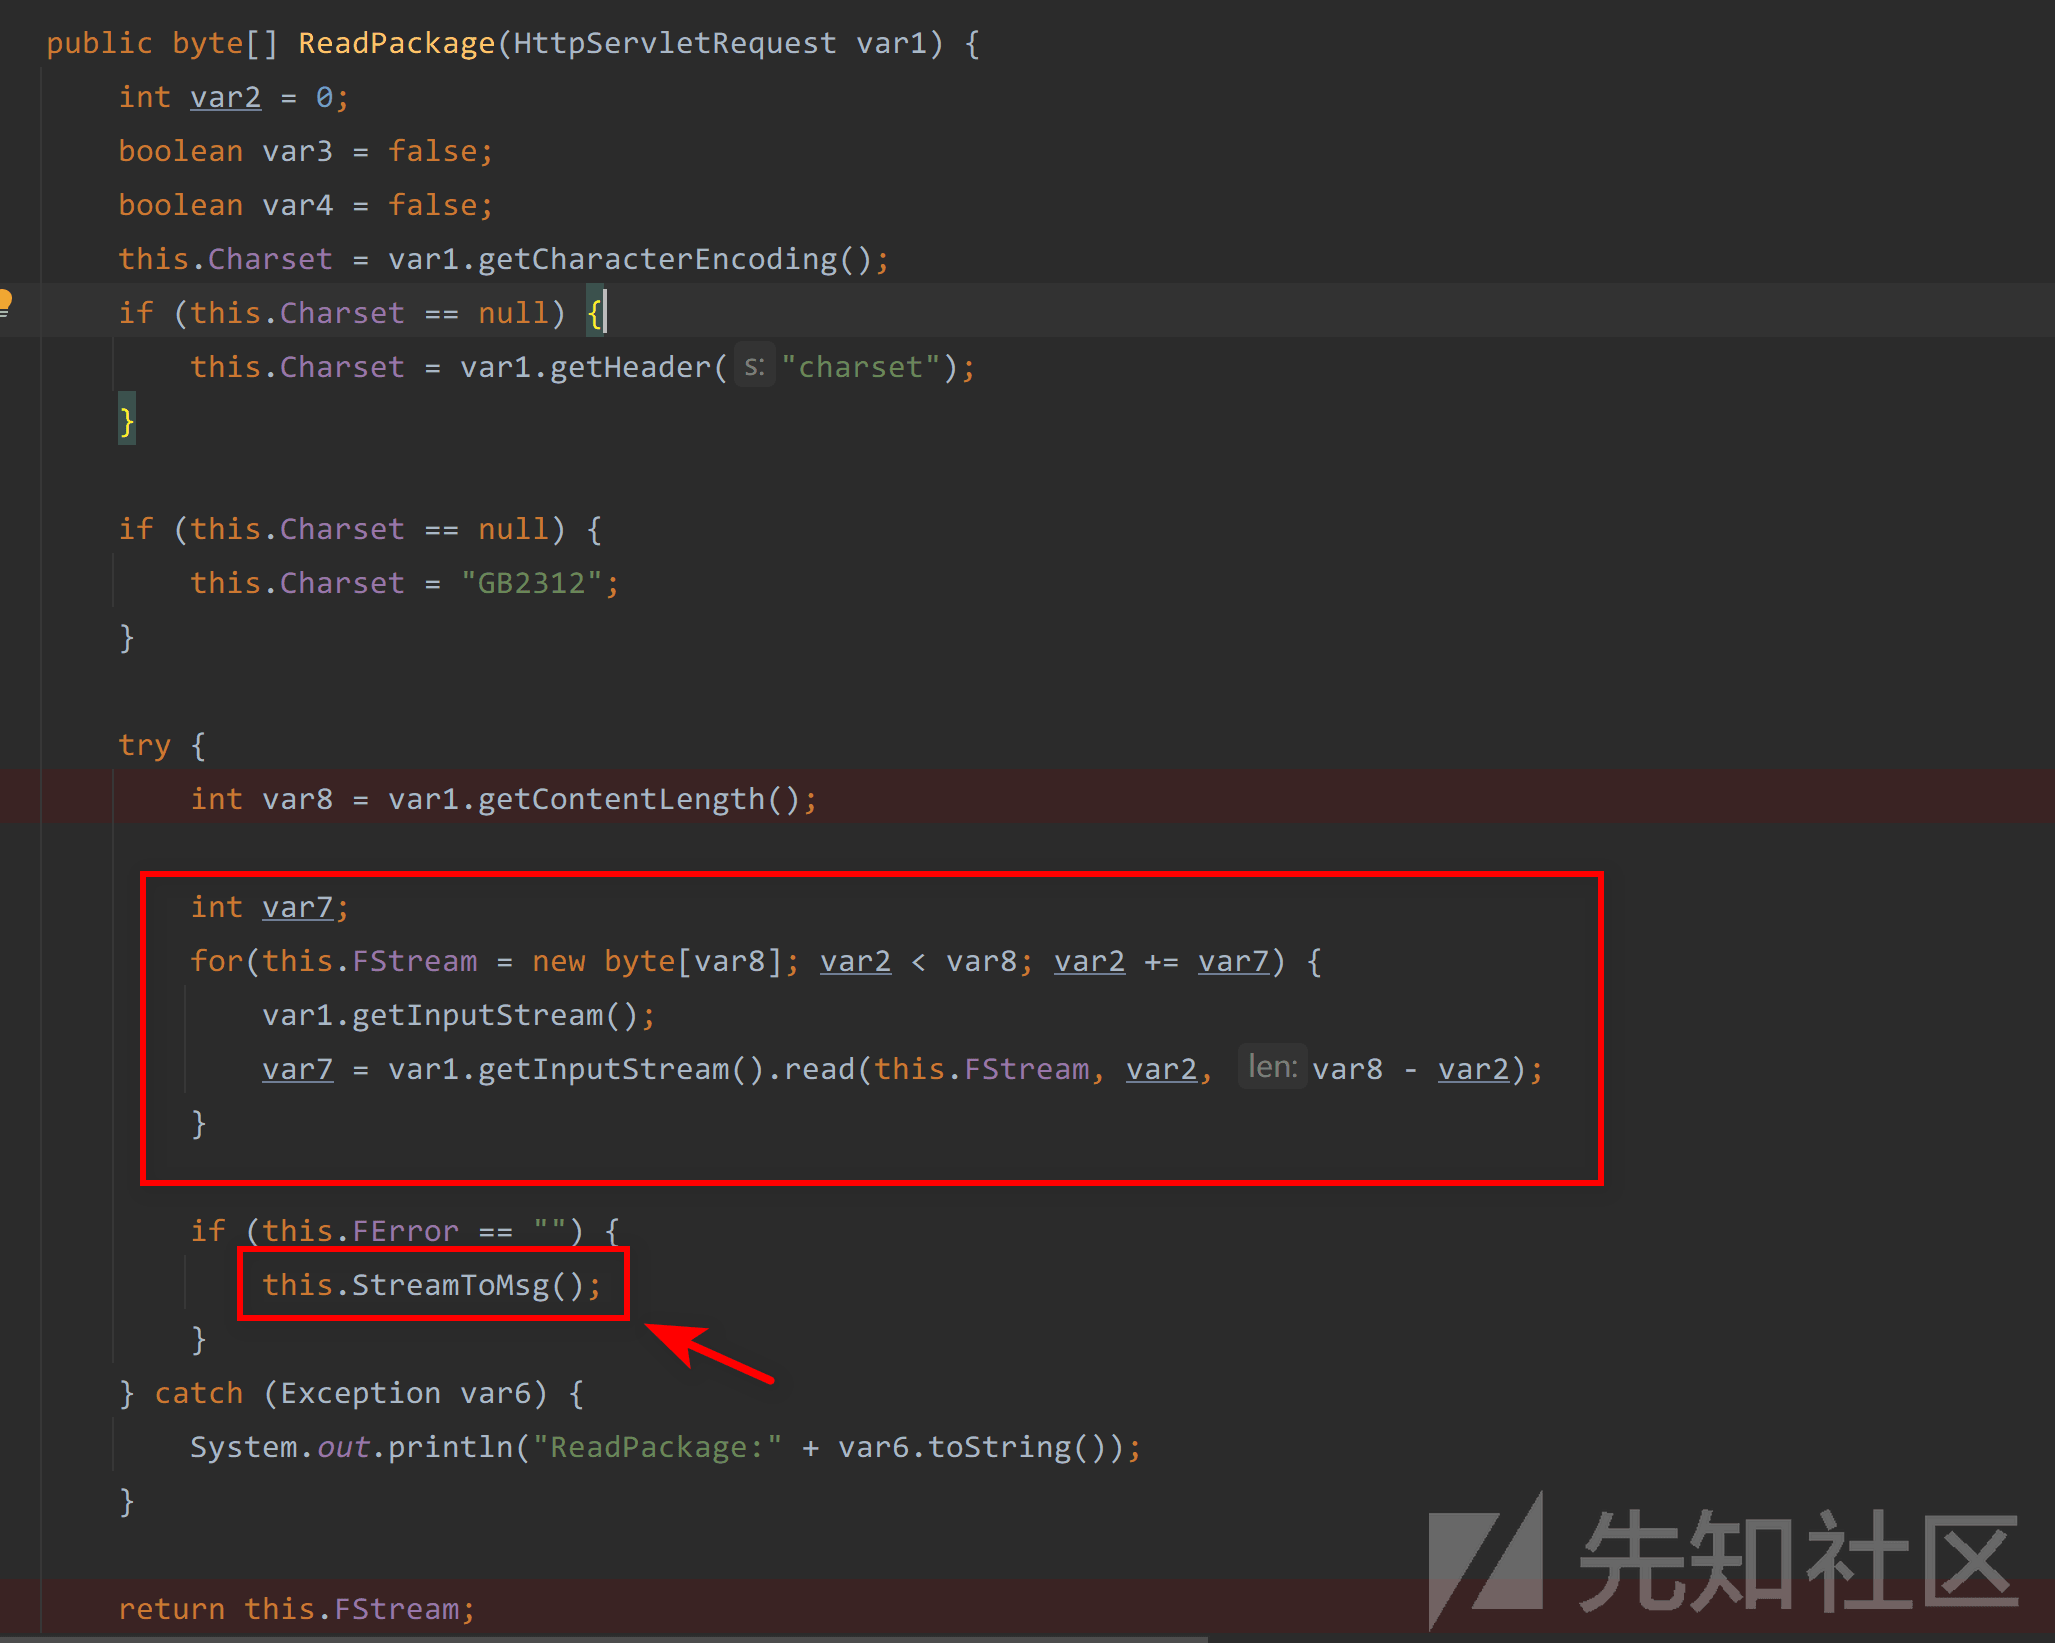 public byte[] ReadPackage(HttpServletRequest var1) {
int var2 = 0;
boolean var3 = false;
boolean var4 = false;
this.Charset = var1.getCharacterEncoding();
if (this.Charset == null) {
this.Charset = var1.getHeader( s: "charset");
}
if (this.Charset == null) {
this.Charset = "GB2312";
}
try {
int var8 = var1.getContentLength();
int var7;
for(this.FStream = new byte[var8]; var2 < var8; var2 += var7) {
var1.getInputStream();
var7 = var1.getInputStream().read(this.FStream, var2, len: var8 - var2);
}
if (this.FError == "") {
this.StreamToMsg();
}
} catch (Exception var6) {
System.out.println("ReadPackage:" + var6.toString());
}
return this.FStream;
先知社区